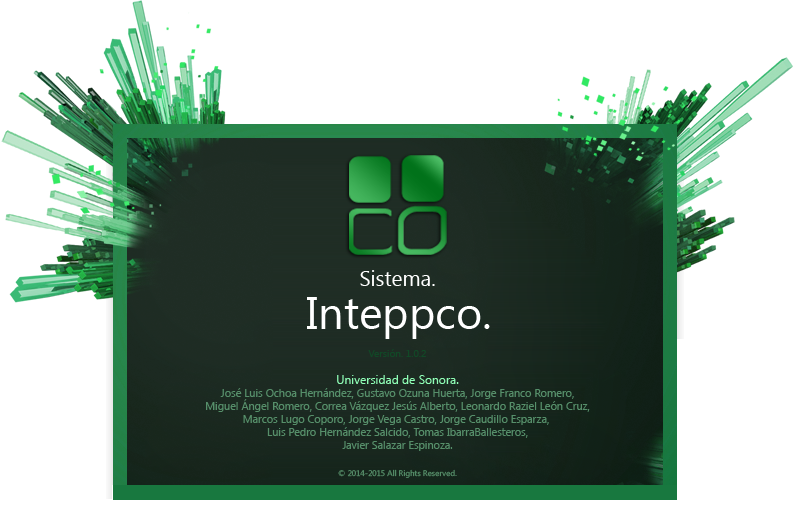 CO
Sistema.
Inteppco.
Versión. 1.0.2
Universidad de Sonora.
José Luis Ochoa Hernández, Gustavo Ozuna Huerta, Jorge Franco Romero,
Miguel Ángel Romero, Correa Vázquez Jesús Alberto, Leonardo Raziel León Cruz,
Marcos Lugo Coporo, Jorge Vega Castro, Jorge Caudillo Esparza,
Luis Pedro Hernández Salcido, Tomas IbarraBallesteros,
Javier Salazar Espinoza.
© 2014-2015 All Rights Reserved.